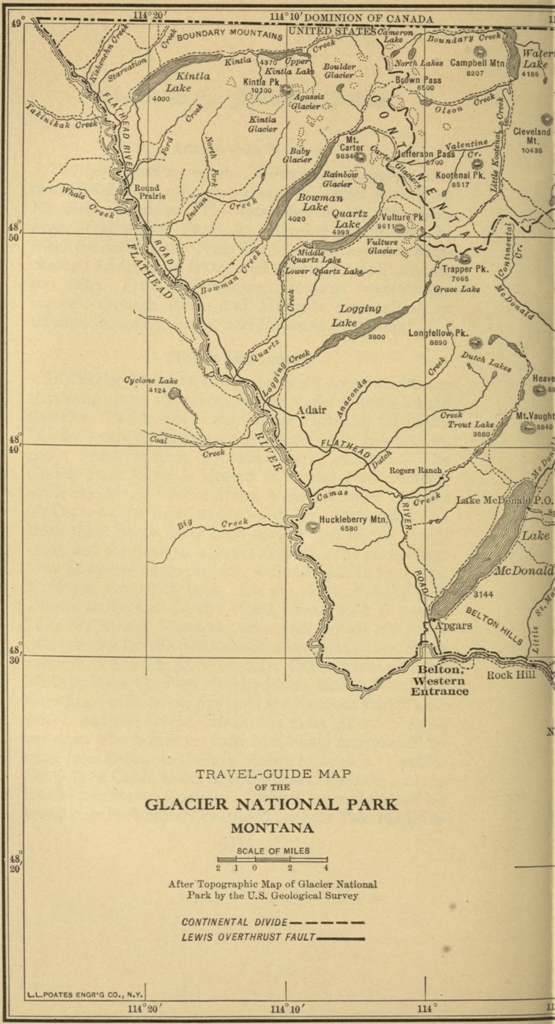 114°20′
114°10′
DOMINION OF CANADA
49°
UNITED STATES
BOUNDARY MOUNTAINS
Kishenehn Creek
Starvation Creek
Kintla Creek
4370
Upper
Kintla Lake
Cameron
Lake
Boundary Creek
North Lakes
Campbell Mtn.
8207
Water
Lake
4186
Kintla
Lake
4000
Kintla Pk.
10100
Boulder
Glacier
Brown Pass
6500
Agassiz
Glacier
Olson Creek
Kintla
Glacier
Yakinikak Creek
FLATHEAD RIVER
Ford Creek
Mt.
Carter
9834
CONTINENTA
Cleveland
Mt.
10438
Jefferson Pass
Valentine
Cr.
Little Kootenai Creek
Baby
Glacier
North Fork
Rainbow
Glacier
Kootenai Pk.
8517
Whale Creek
Round
Prairie
Indian Creek
Bowman
Lake
4020
Quartz
Lake
4393
Vulture Pk.
9611
Vulture
Glacier
50′
ROAD
FLATHEAD
Continental Cr.
Middle
Quartz Lake
Lower Quartz Lake
Trapper Pk.
7665
Bowman Creek
Grave Lake
McDonald
Quartz Creek
Logging
Lake
3800
Longfellow Pk.
8890
Dutch Lakes
Logging Creek
Cyclone Lake
4124
Heave
Anaconda Creek
Adair
Mt.Vaught
8840
Creek
Trout Lake
3880
Coal
Creek
48°
40′
RIVER
FLATHEAD
Dutch
Rogers Ranch
Camas
Creek
Lake McDonald P.O.
Huckleberry Mtn.
6580
Big Creek
RIVER
ROAD
Lake
McDonald
3144
BELTON HILLS
Apgars
Little
St. Ma
30′
Belton,
Western
Entrance
Rock Hill
N
TRAVEL-GUIDE MAP
OF THE
GLACIER NATIONAL PARK
MONTANA
SCALE OF MILES
2 1 0 2 4
48°
20′
After Topographic Map of Glacier National
Park by the U.S. Geological Survey
CONTINENTAL DIVIDE
LEWIS OVERTHRUST FAULT
L.L.POATES ENGR'G CO., N.Y.
114°20′
114°10′
114°